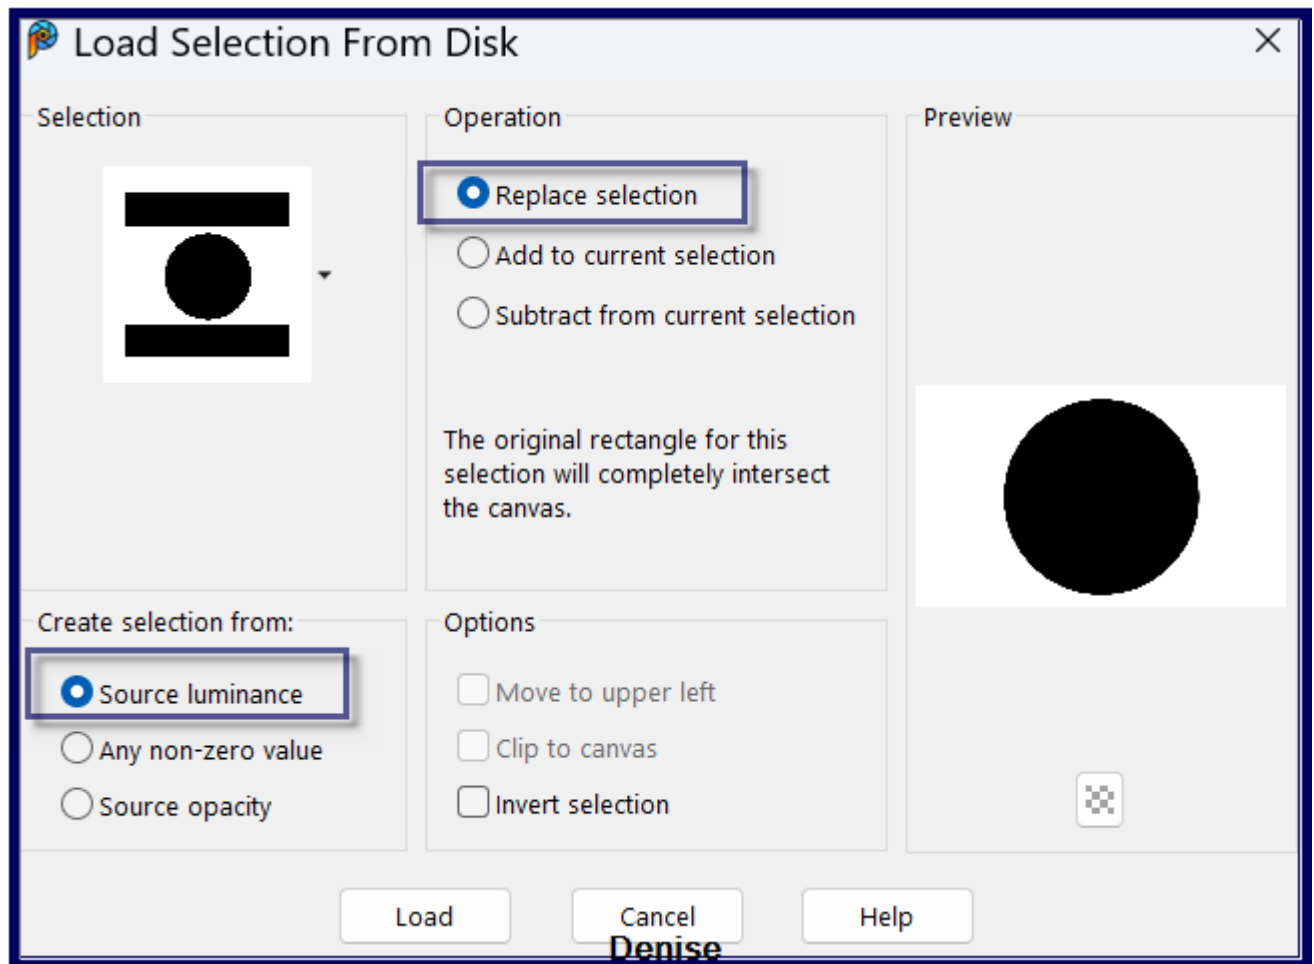 Load Selection From Disk
Selection
Operation
Replace selection
Add to current selection
Subtract from current selection
The original rectangle for this
selection will completely intersect
the canvas.
Preview
Create selection from:
Source luminance
Any non-zero value
Source opacity
Options
Move to upper left
Clip to canvas
Invert selection
Load
Cancel
Help
Denise